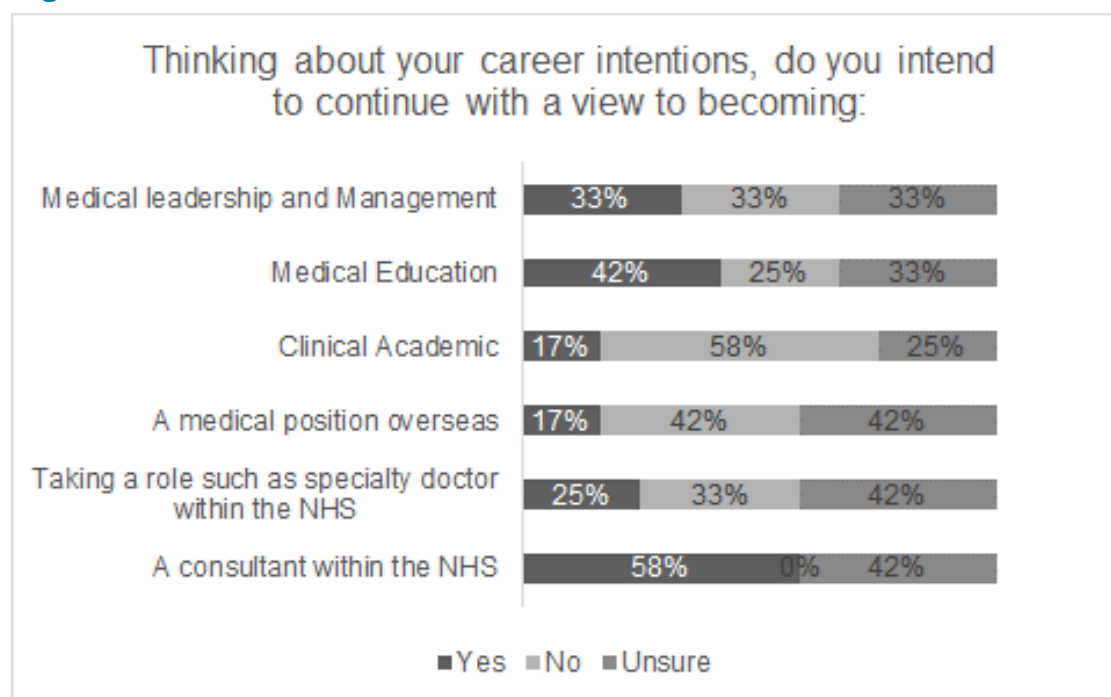 Thinking about your career intentions, do you intend
to continue with a view to becoming:
Medical leadership and Management 33% 33% 33%
Medical Education 42% 25% 33%
Clinical Academic 17% 58% 25%
A medical position overseas 17% 42% 42%
Taking a role such as specialty doctor
within the NHS 25% 33% 42%
A consultant within the NHS 58% 0% 42%
Yes No Unsure